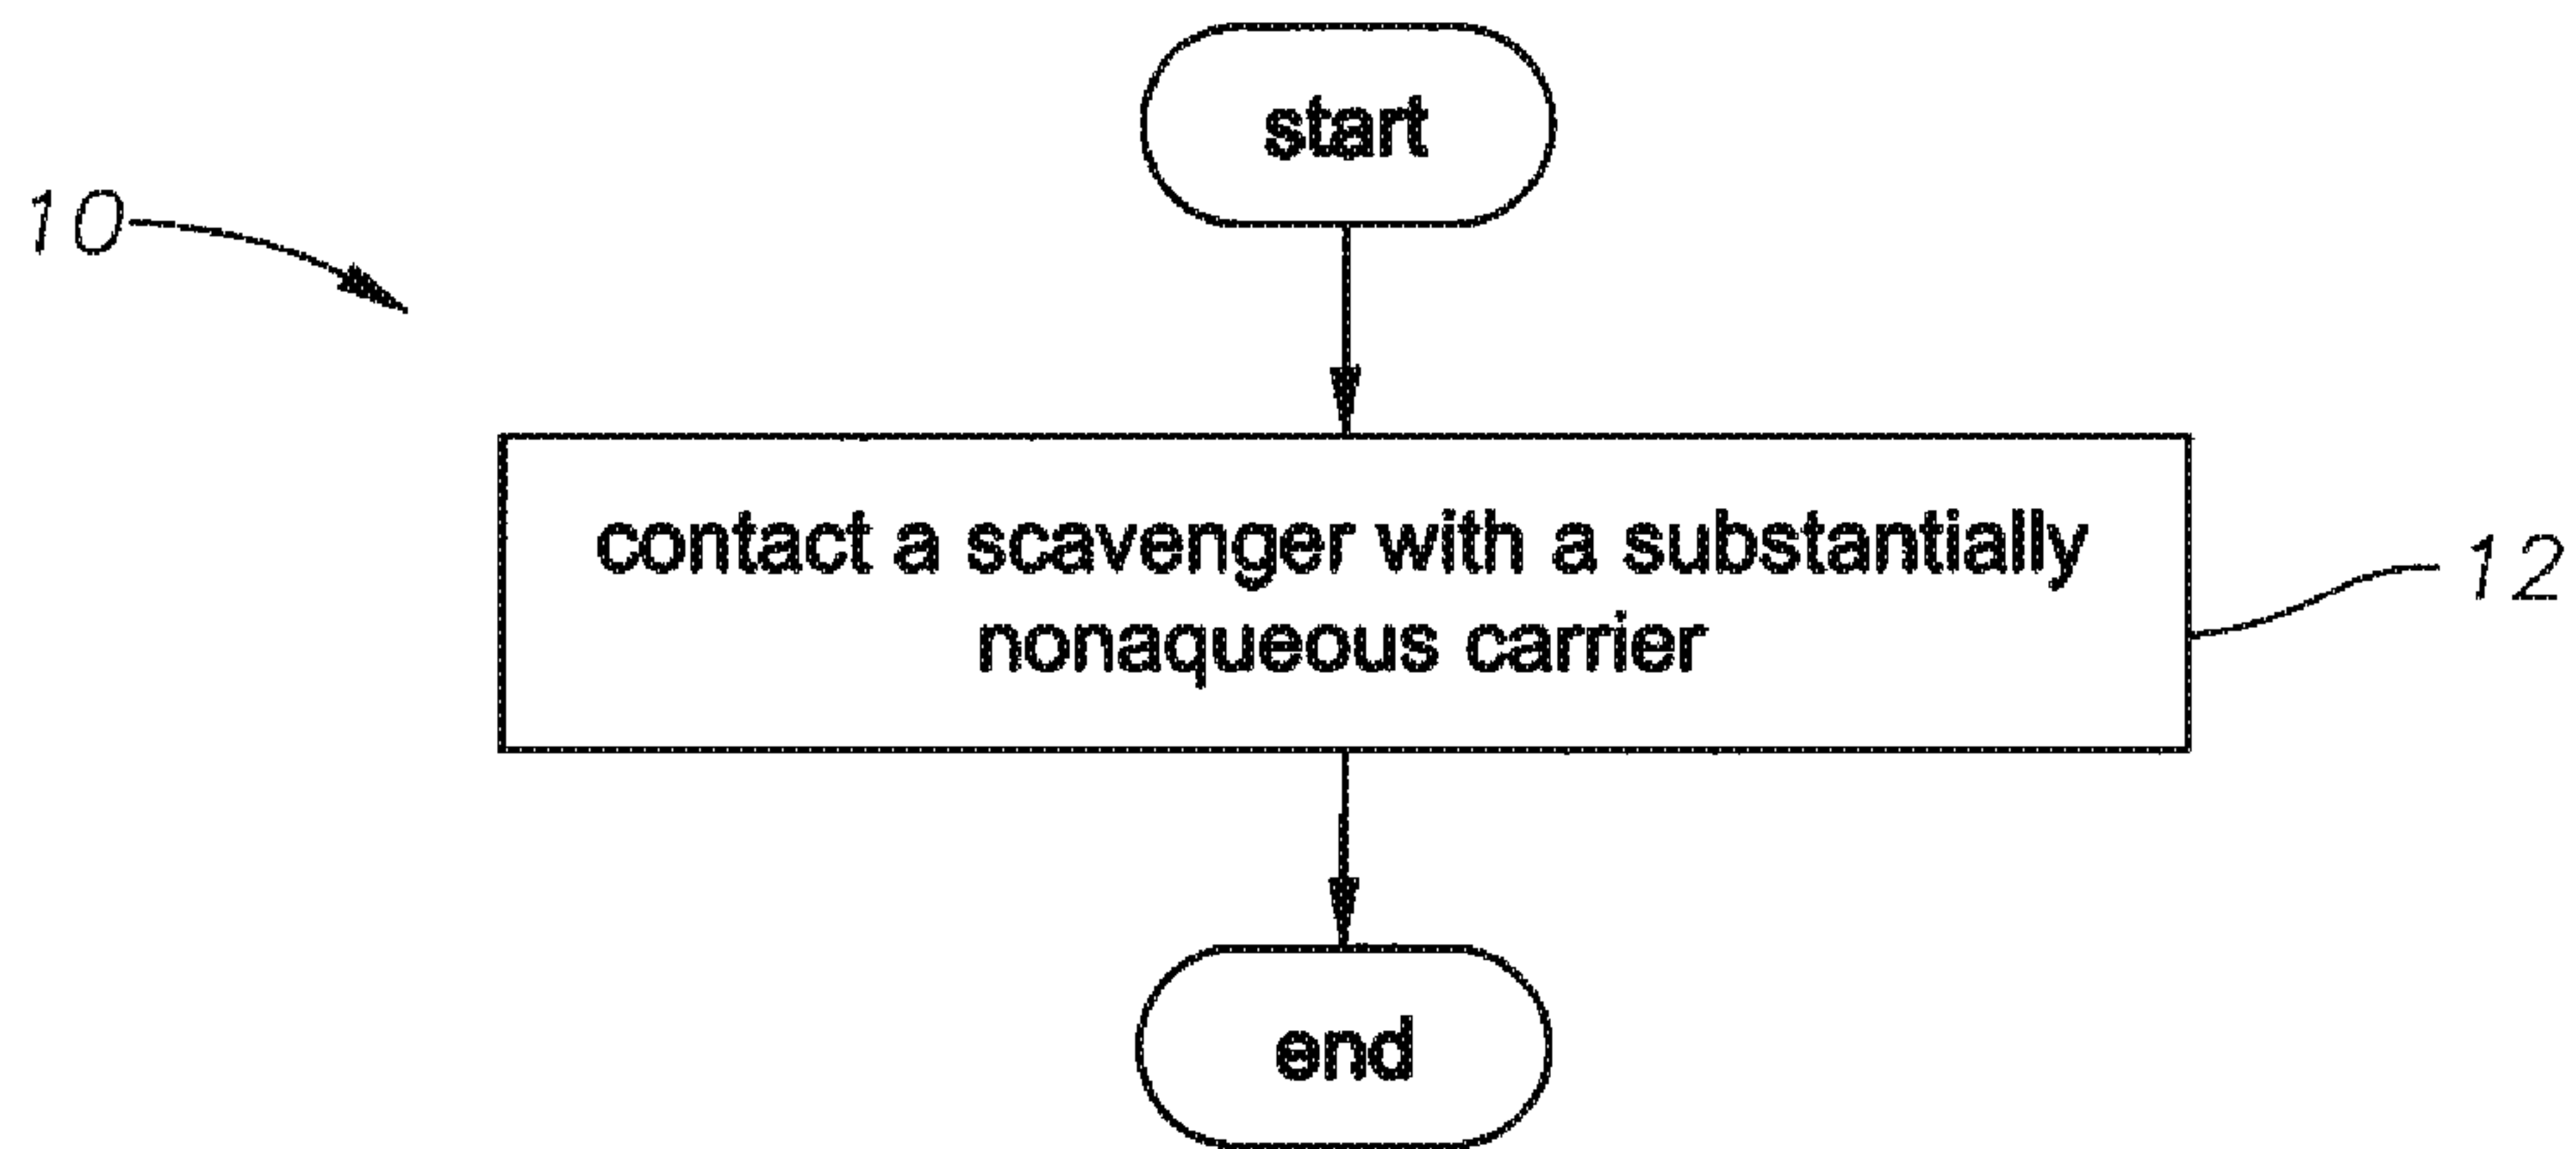 start
10
contact a scavenger with a substantially
nonaqueous carrier
12
end